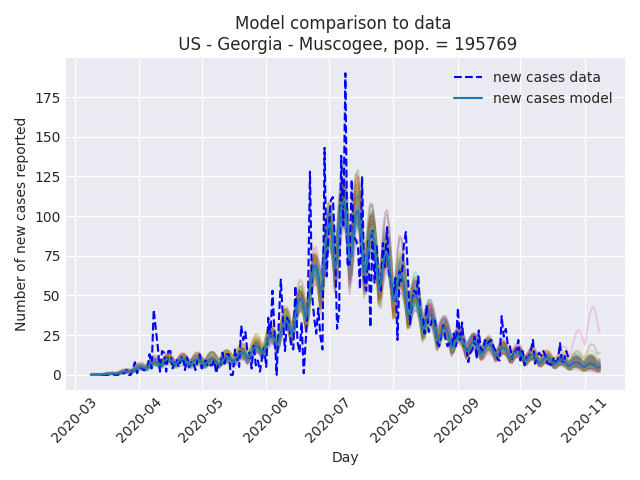 Model comparison to data
US - Georgia - Muscogee, pop. = 195769
new cases data
new cases model
Number of new cases reported
175
150
125
100
75
50
25
0
2020-03
2020-04
2020-05
2020-06
2020-07
2020-08
2020-09
2020-10
2020-11
Day